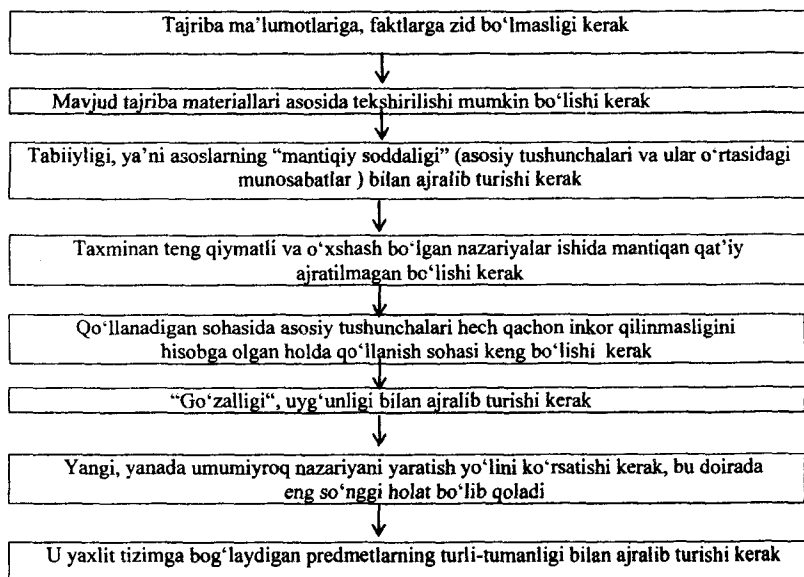 Tajriba ma’lumotlariga, faktlarga zid bo‘lmasligi kerak
Mavjud tajriba materiallari asosida tekshirilishi mumkin bo‘lishi kerak
Tabiiyligi, ya’ni asoslarning “mantiqiy soddaligi” (asosiy tushunchalari va ular o‘rtasidagi
munosabatlar ) bilan ajralib turishi kerak
Taxminan teng qiymatli va o‘xshash bo‘lgan nazariyalar ishida mantiqan qat’iy
ajratilmagan bo‘lishi kerak
Qo‘llanadigan sohasida asosiy tushunchalari hech qachon inkor qilinmasligini
hisobga olgan holda qo‘llanish sohasi keng bo‘lishi kerak
“Go‘zalligi“, uyg‘unligi bilan ajralib turishi kerak
Yangi, yanada umumiyroq nazariyani yaratish yo‘lini ko‘rsatishi kerak, bu doirada
eng so‘nggi holat bo‘lib qoladi
U yaxlit tizimga bog‘laydigan predmetlarning turli-tumanligi bilan ajralib turishi kerak